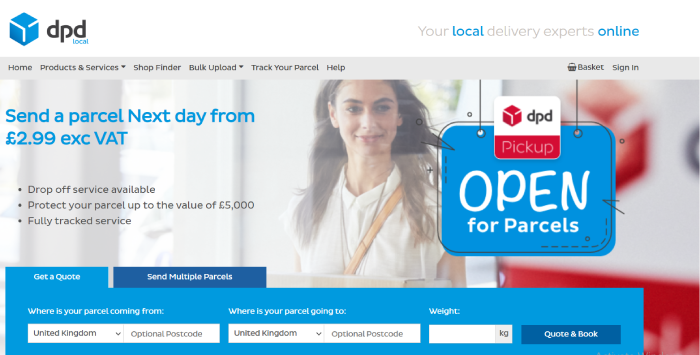 dpd
local
Your local delivery experts online
Home Products & Services Shop Finder Bulk Upload Track Your Parcel Help Basket Sign In
Send a parcel Next day from
£2.99 exc VAT
Drop off service available
Protect your parcel up to the value of £5,000
Fully tracked service
dpd
Pickup
OPEN
for Parcels
Get a Quote Send Multiple Parcels
Where is your parcel coming from: Where is your parcel going to: Weight:
United Kingdom Optional Postcode United Kingdom Optional Postcode kg Quote & Book